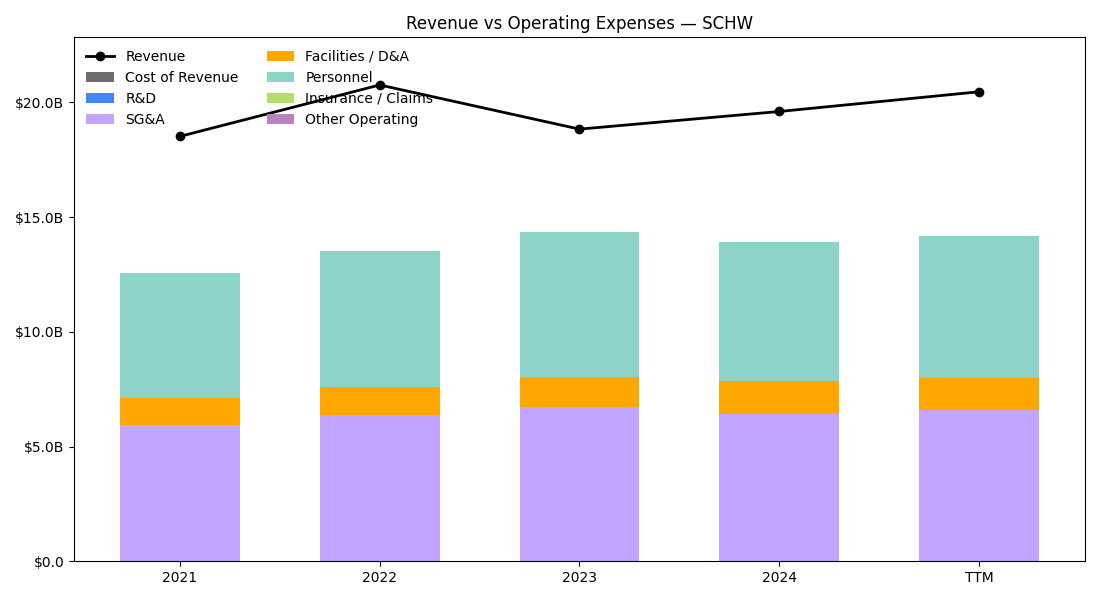 Revenue vs Operating Expenses — SCHW
Revenue
Cost of Revenue
R&D
SG&A
Facilities / D&A
Personnel
Insurance / Claims
Other Operating
$20.0B
$15.0B
$10.0B
$5.0B
$0.0
2021 2022 2023 2024 TTM